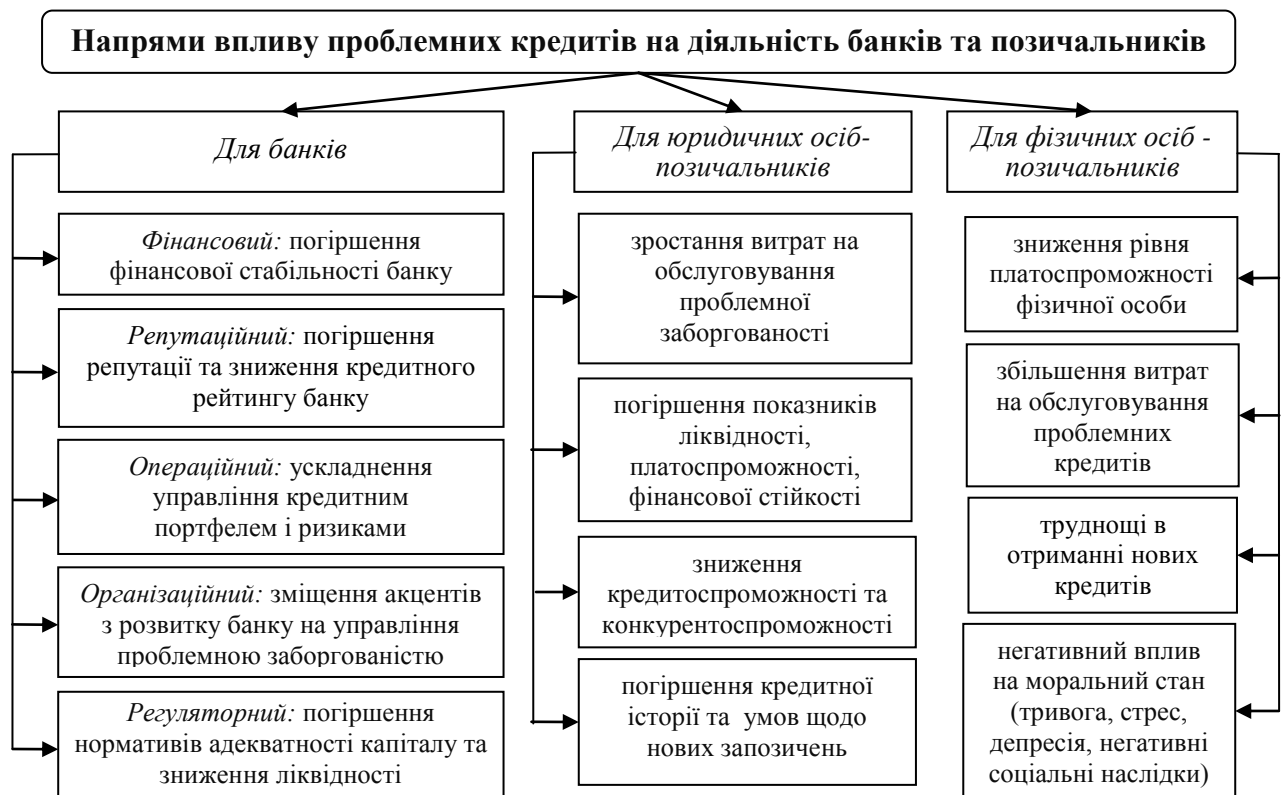 Напрями впливу проблемних кредитів на діяльність банків та позичальників
Для банків
Фінансовий: погіршення
фінансової стабільності банку
Репутаційний: погіршення
репутації та зниження кредитного
рейтингу банку
Операційний: ускладнення
управління кредитним
портфелем і ризиками
Організаційний: зміщення акцентів
з розвитку банку на управління
проблемною заборгованістю
Регуляторний: погіршення
нормативів адекватності капіталу та
зниження ліквідності
Для юридичних осіб-
позичальників
зростання витрат на
обслуговування
проблемної
заборгованості
погіршення показників
ліквідності,
платоспроможності,
фінансової стійкості
зниження
кредитоспроможності та
конкурентоспроможності
погіршення кредитної
історії та умов щодо
нових запозичень
Для фізичних осіб -
позичальників
зниження рівня
платоспроможності
фізичної особи
збільшення витрат
на обслуговування
проблемних
кредитів
труднощі в
отриманні нових
кредитів
негативний вплив
на моральний стан
(тривога, стрес,
депресія, негативні
соціальні наслідки)